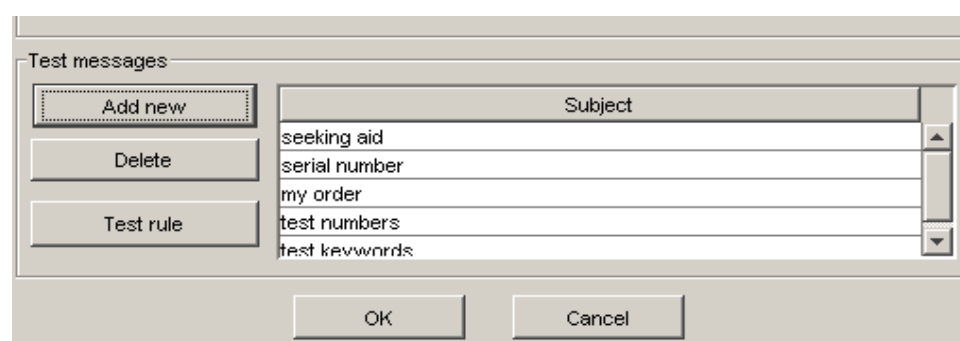 Test messages
Add new
Subject
seeking aid
Delete
serial number
my order
Test rule
test numbers
test keywords
OK
Cancel